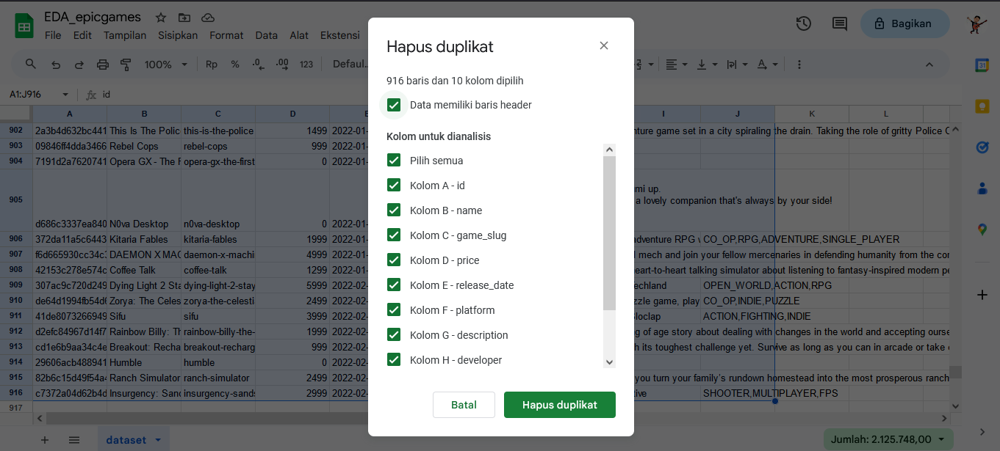 EDA_epicgames
File Edit Tampilan Sisipkan Format Data Alat Ekstensi
Bagikan
100% Rp % .0 .00 123 Defaul...
A1:J916 fx id
A B C D E I J K L
Hapus duplikat
916 baris dan 10 kolom dipilih
Data memiliki baris header
Kolom untuk dianalisis
Pilih semua
Kolom A - id
Kolom B - name
Kolom C - game_slug
Kolom D - price
Kolom E - release_date
Kolom F - platform
Kolom G - description
Kolom H - developer
Batal Hapus duplikat
902 2a3b4d632bc441 This Is The Polic this-is-the-police 1499 2022-01- nture game set in a city spiraling the drain. Taking the role of gritty Police C
903 09846ff4dda3466 Rebel Cops rebel-cops 999 2022-01-
904 7191d2a7620741 Opera GX - The F opera-gx-the-first 0 2022-01-
mi up.
905 a lovely companion that's always by your side!
d686c3337ea840 N0va Desktop n0va-desktop 0 2022-01-
906 372da11a5c6443 Kitaria Fables kitaria-fables 1999 2022-01- adventure RPG CO_OP,RPG,ADVENTURE,SINGLE_PLAYER
907 f6d665930cc34c DAEMON X MAC daemon-x-machi 4999 2022-01- mech and join your fellow mercenaries in defending humanity from the cor
908 42153c278e574c Coffee Talk coffee-talk 1299 2022-01- eart-to-heart talking simulator about listening to fantasy-inspired modern pe
909 307ac9c720d249 Dying Light 2 Sta dying-light-2-stay 5999 2022-02- echland OPEN_WORLD,ACTION,RPG
910 de64d1994fb54d Zorya: The Celes zorya-the-celesti 2499 2022-02- zzle game, play CO_OP,INDIE,PUZZLE
911 41de8073266949 Sifu sifu 3999 2022-02- Sloclap ACTION,FIGHTING,INDIE
912 d2efc84967d14f7 Rainbow Billy: Th rainbow-billy-the- 1999 2022-02- g of age story about dealing with changes in the world and accepting ourse
913 cd1e6b9aa34c4e Breakout: Recha breakout-recharg 999 2022-02- h its toughest challenge yet. Survive as long as you can in arcade or take
914 29606acb488941 Humble humble 0 2022-02-
915 82b6c15d49f54a4 Ranch Simulator ranch-simulator 2499 2022-02- you turn your family's rundown homestead into the most prosperous ranch
916 c7372a04d62b4d Insurgency: Sand insurgency-sands 2999 2022-02- tive SHOOTER,MULTIPLAYER,FPS
917
dataset
Jumlah: 2.125.748,00